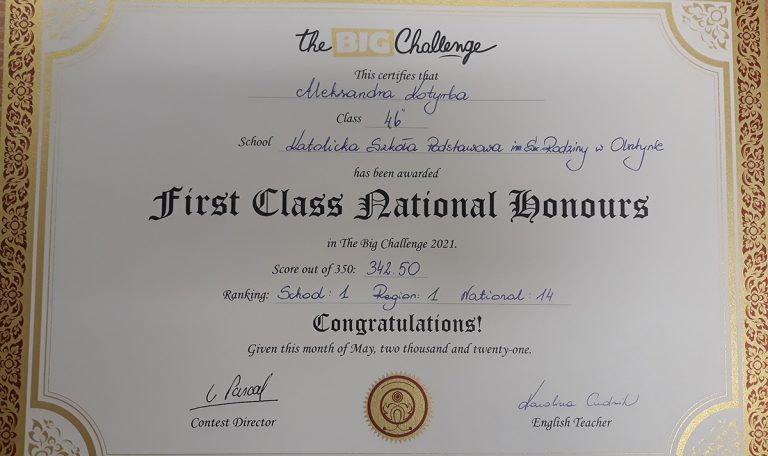 the BIG Challenge
This certifies that
Aleksandra Kotyrba
Class 4b
School Katolicka Szkoła Podstawowa im Św. Rodziny w Olsztynie
has been awarded
First Class National Honours
in The Big Challenge 2021.
Score out of 350: 342.50
Ranking: School: 1 Region: 1 National: 14
Congratulations!
Given this month of May, two thousand and twenty-one.
Contest Director English Teacher